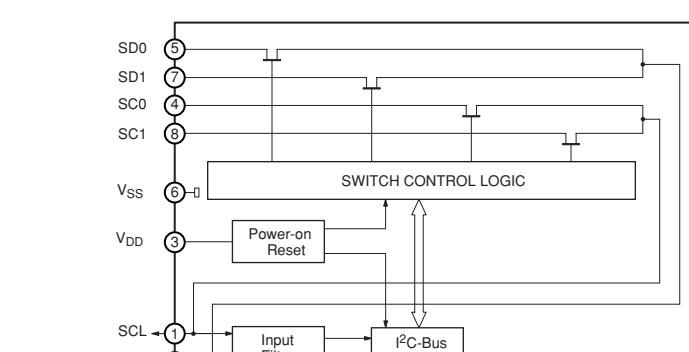 SD0 5
SD1 7
SC0 4
SC1 8
SWITCH CONTROL LOGIC
VSS 6
VDD 3
Power-on
Reset
SCL 1
Input
I2C-Bus